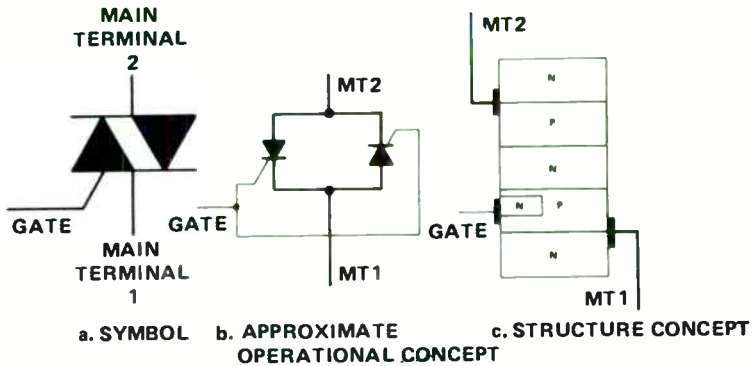 MAIN
TERMINAL
2
GATE
MAIN
TERMINAL
1
a. SYMBOL
MT2
GATE
MT1
b. APPROXIMATE
OPERATIONAL CONCEPT
MT2
N
P
N
N P
GATE
N
MT1
c. STRUCTURE CONCEPT